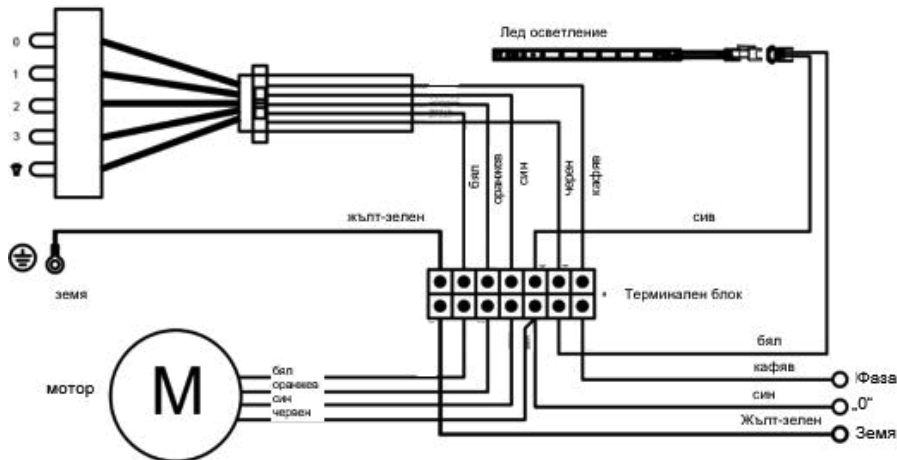 Лед осветление
0
1
2
3
бял
оранжев
син
черен
кафяв
жълт-зелен
сив
земя
Терминален блок
мотор
M
бял
оранжев
син
червен
бял
кафяв
Фаза
син
„0“
Жълт-зелен
Земя